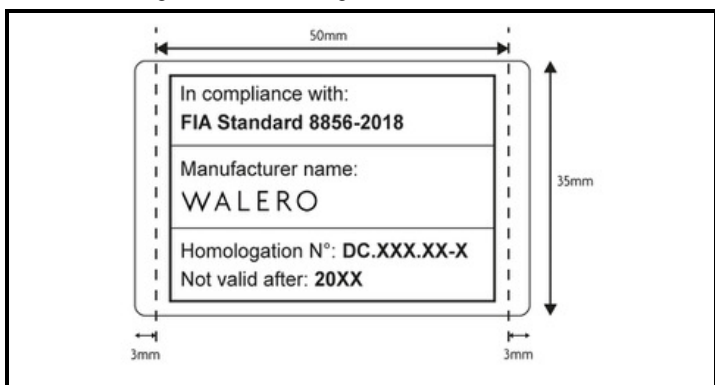 50mm
In compliance with:
FIA Standard 8856-2018
Manufacturer name:
WALERO
Homologation N°: DC.XXX.XX-X
Not valid after: 20XX
35mm
3mm
3mm